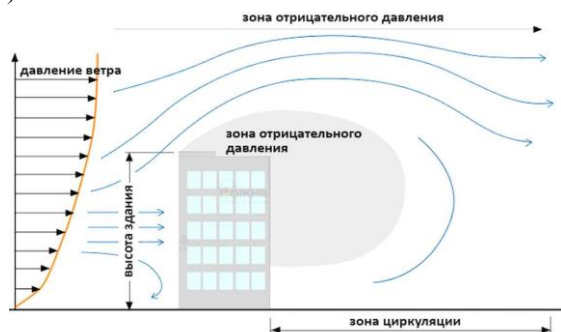 )
зона отрицательного давления
давление ветра
зона отрицательного
давления
высота здания
зона циркуляции